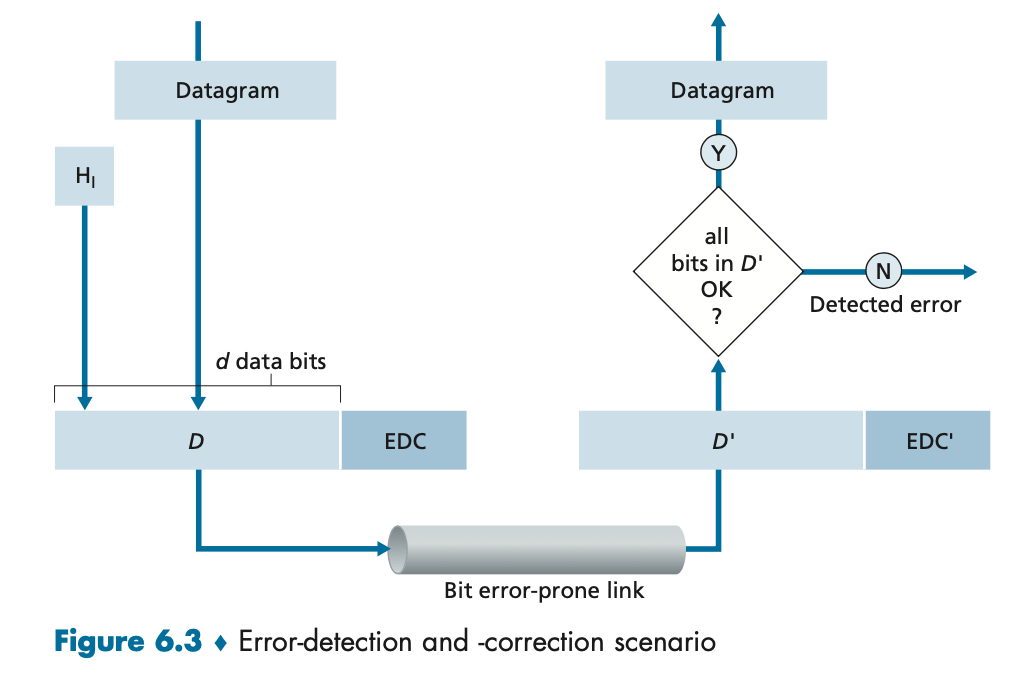 Datagram
H_l
d data bits
D
EDC
Bit error-prone link
Datagram
Y
all
bits in D'
OK
?
N
Detected error
D'
EDC'
Figure 6.3 ♦ Error-detection and -correction scenario